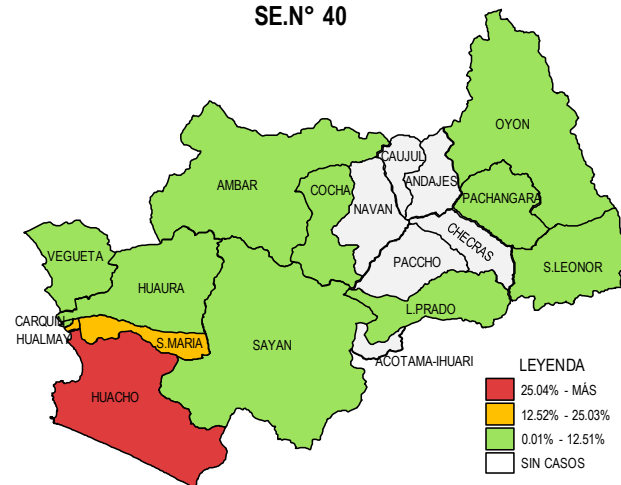 SE.N° 40
OYON
CAUJUL
ANDAJES
AMBAR
COCHA
NAVAN
PACHANGARA
CHECRAS
VEGUETA
PACCHO
S.LEONOR
HUAURA
L.PRADO
CARQUIN
HUALMAY
S.MARIA
SAYAN
ACOTAMA-IHUARI
HUACHO
LEYENDA
25.04% - MÁS
12.52% - 25.03%
0.01% - 12.51%
SIN CASOS